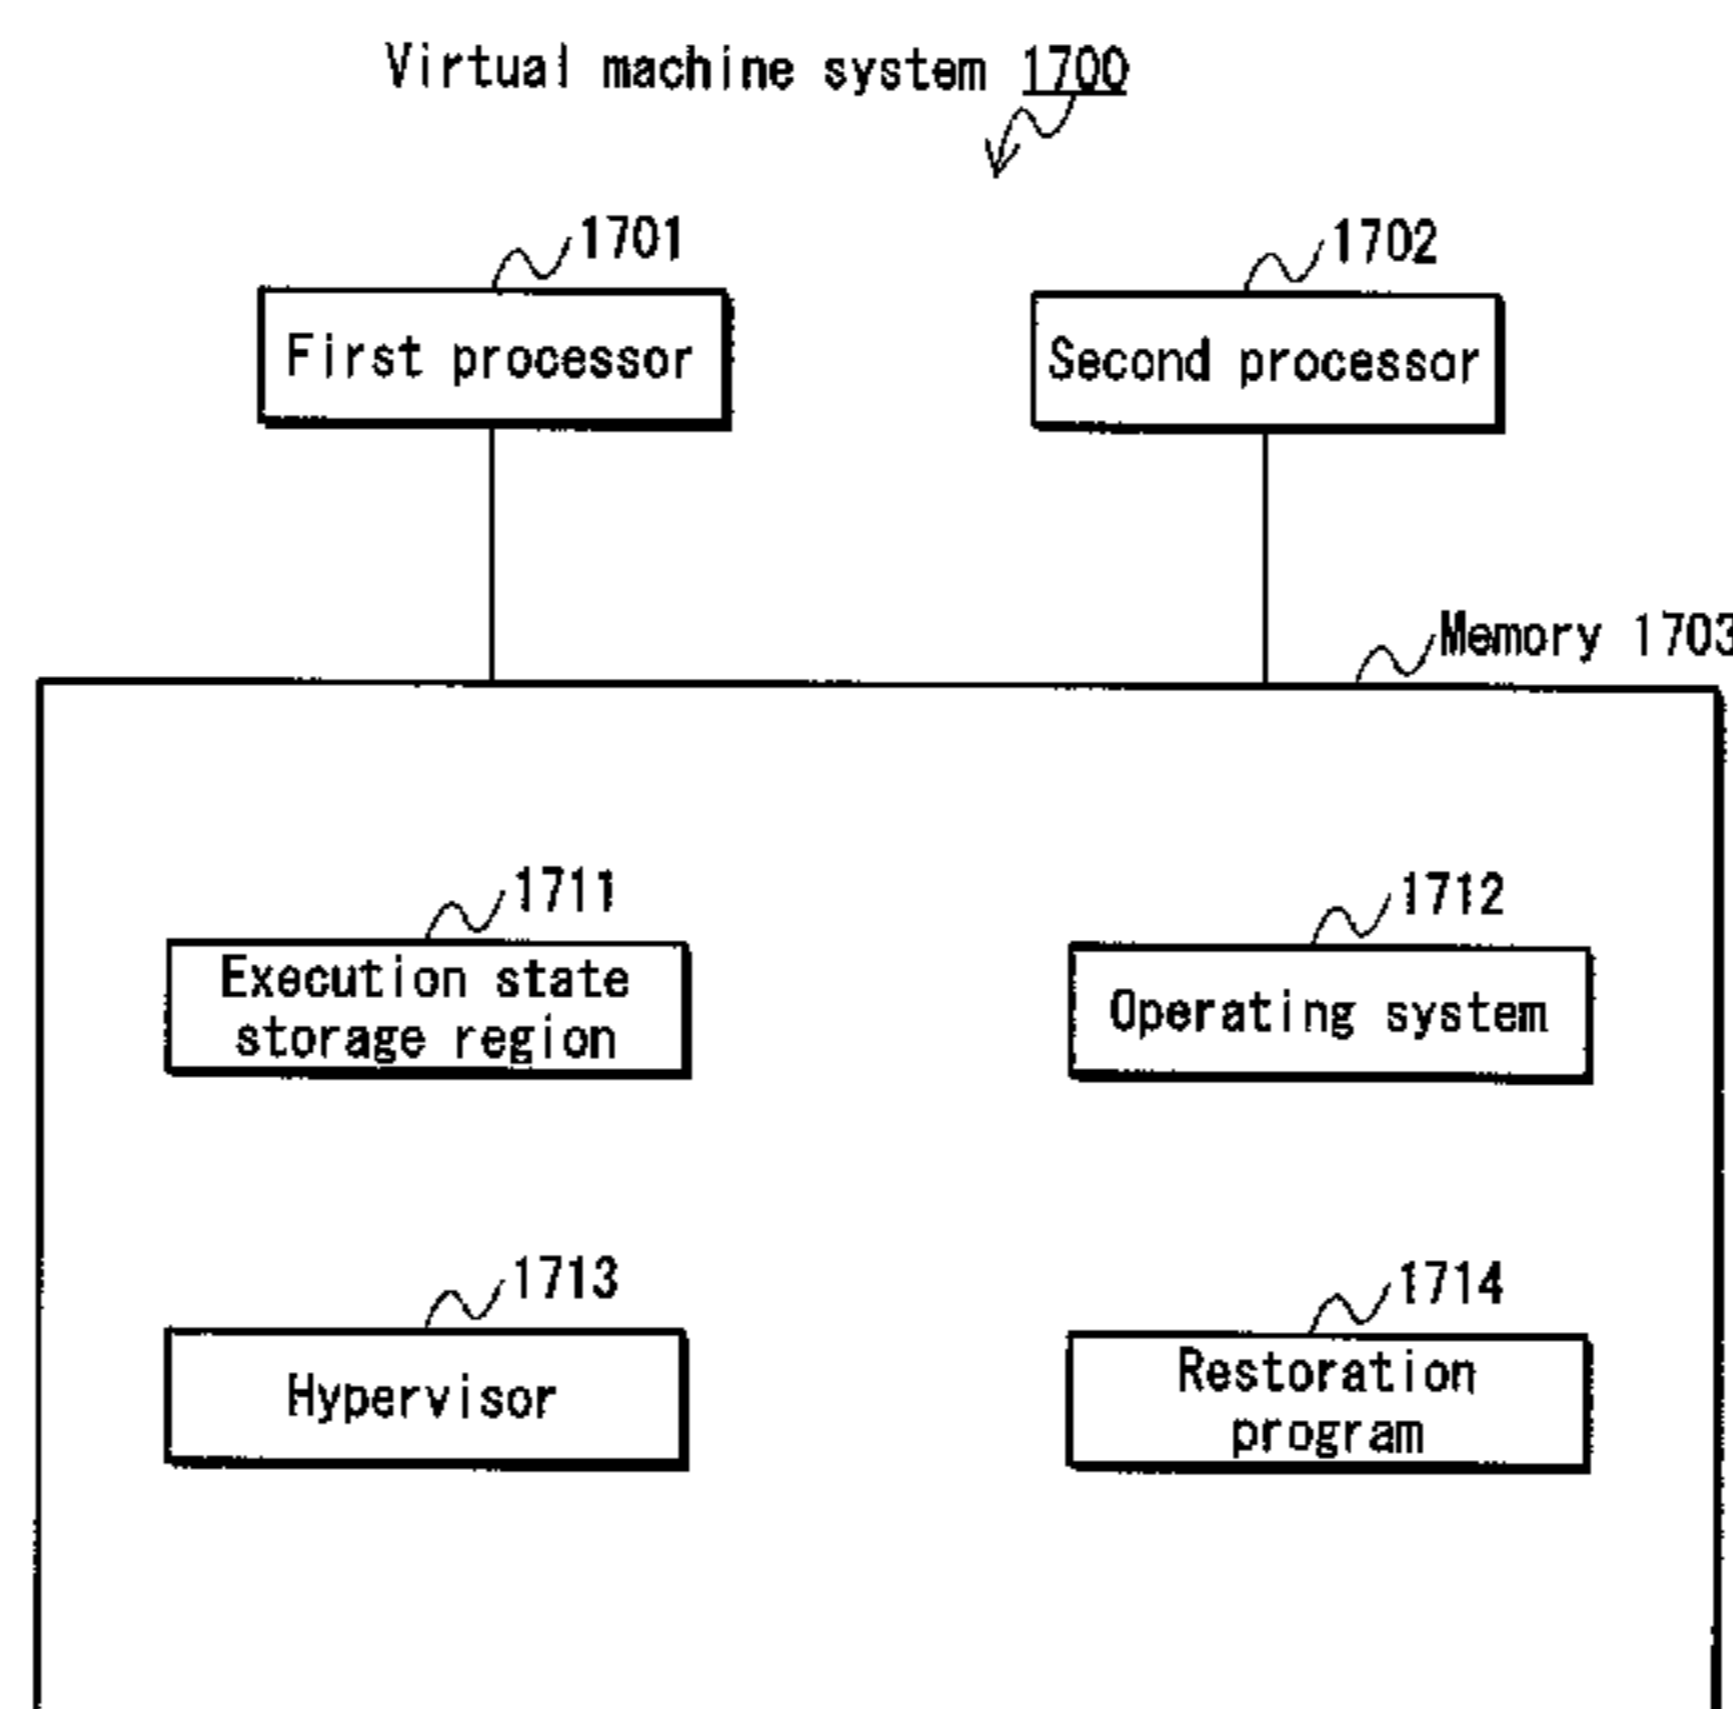 Virtual machine system 1700
1701
1702
First processor
Second processor
Memory 1703
1711
1712
Execution state
storage region
Operating system
1713
1714
Hypervisor
Restoration
program